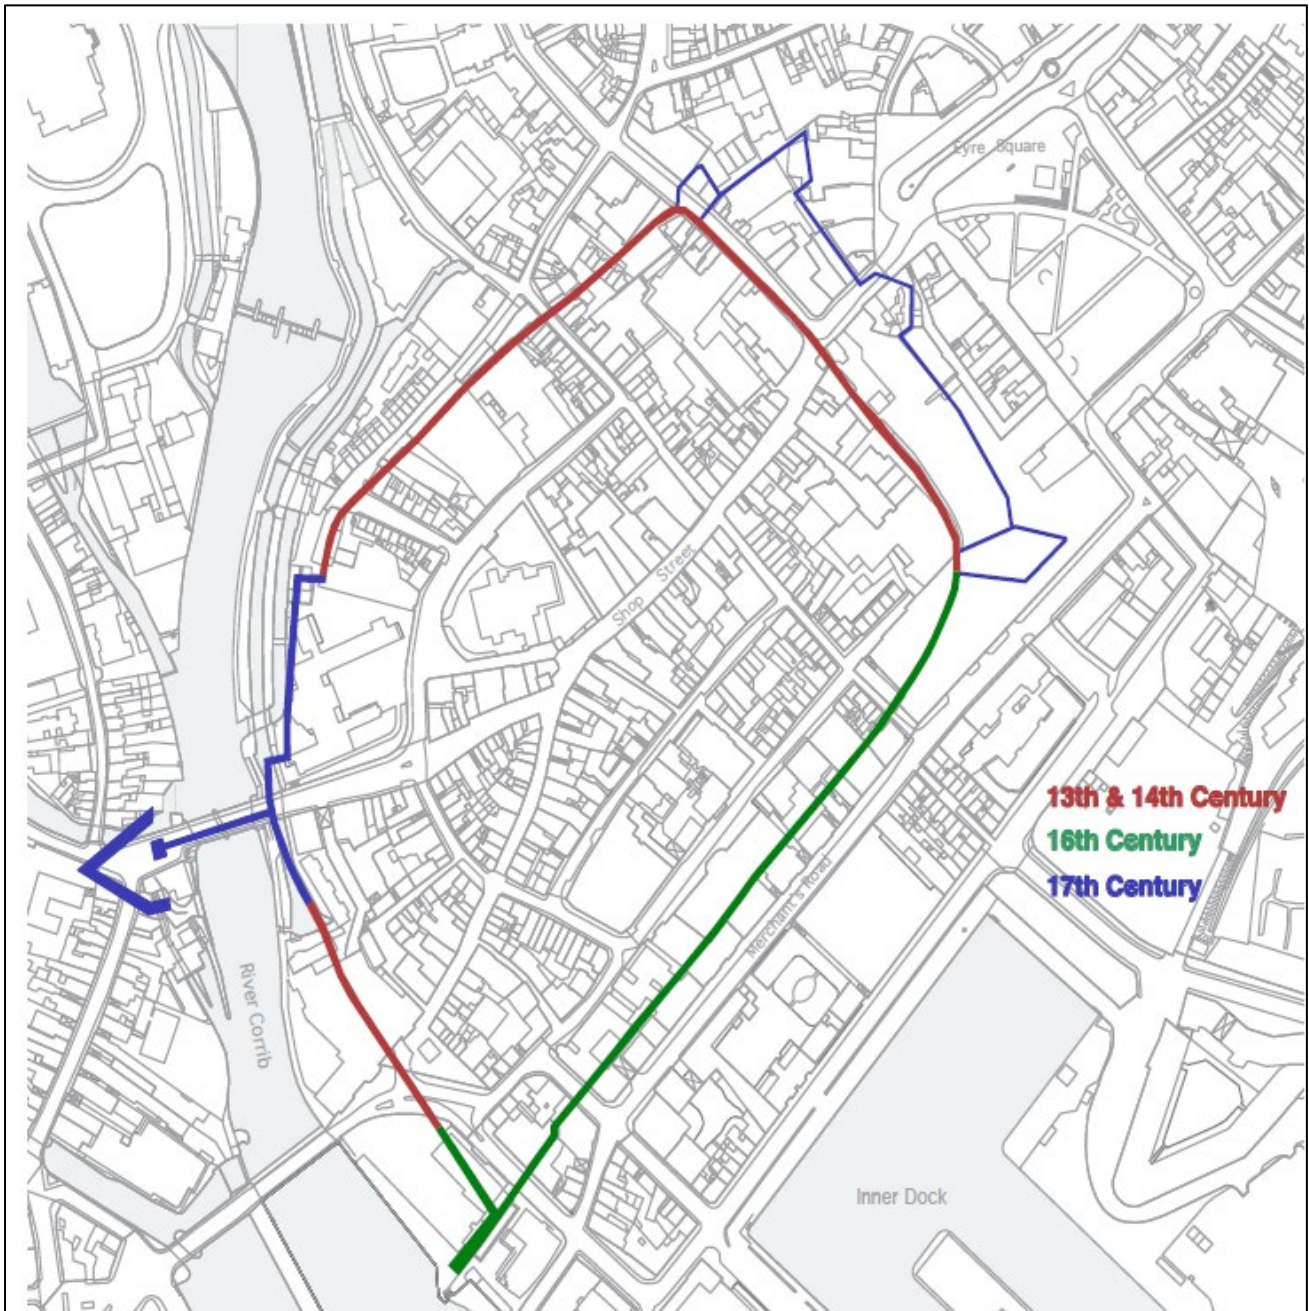 Eyre Square
Shop Street
13th & 14th Century
16th Century
17th Century
Merchant's Road
River Corrib
Inner Dock